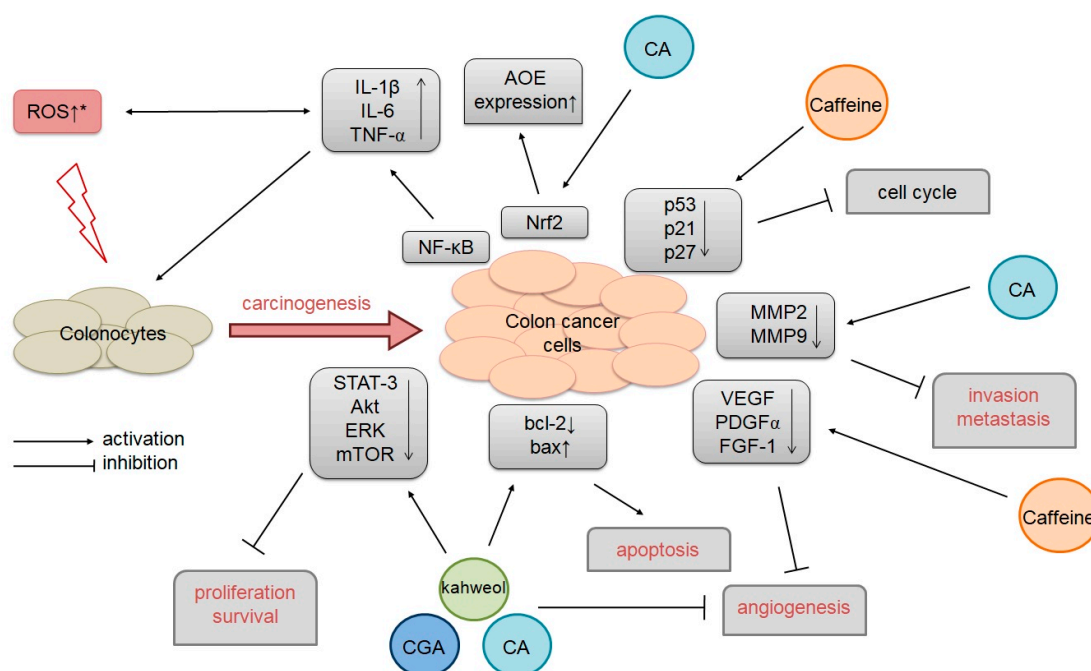 CA
IL-1β
IL-6
TNF-α
AOE
expression↑
ROS↑*
Caffeine
p53
p21
p27
cell cycle
Nrf2
NF-κB
carcinogenesis
Colonocytes
Colon cancer
cells
MMP2
MMP9
CA
STAT-3
Akt
ERK
mTOR
bcl-2↓
bax↑
VEGF
PDGFα
FGF-1
invasion
metastasis
activation
inhibition
Caffeine
apoptosis
kahweol
proliferation
survival
angiogenesis
CGA
CA